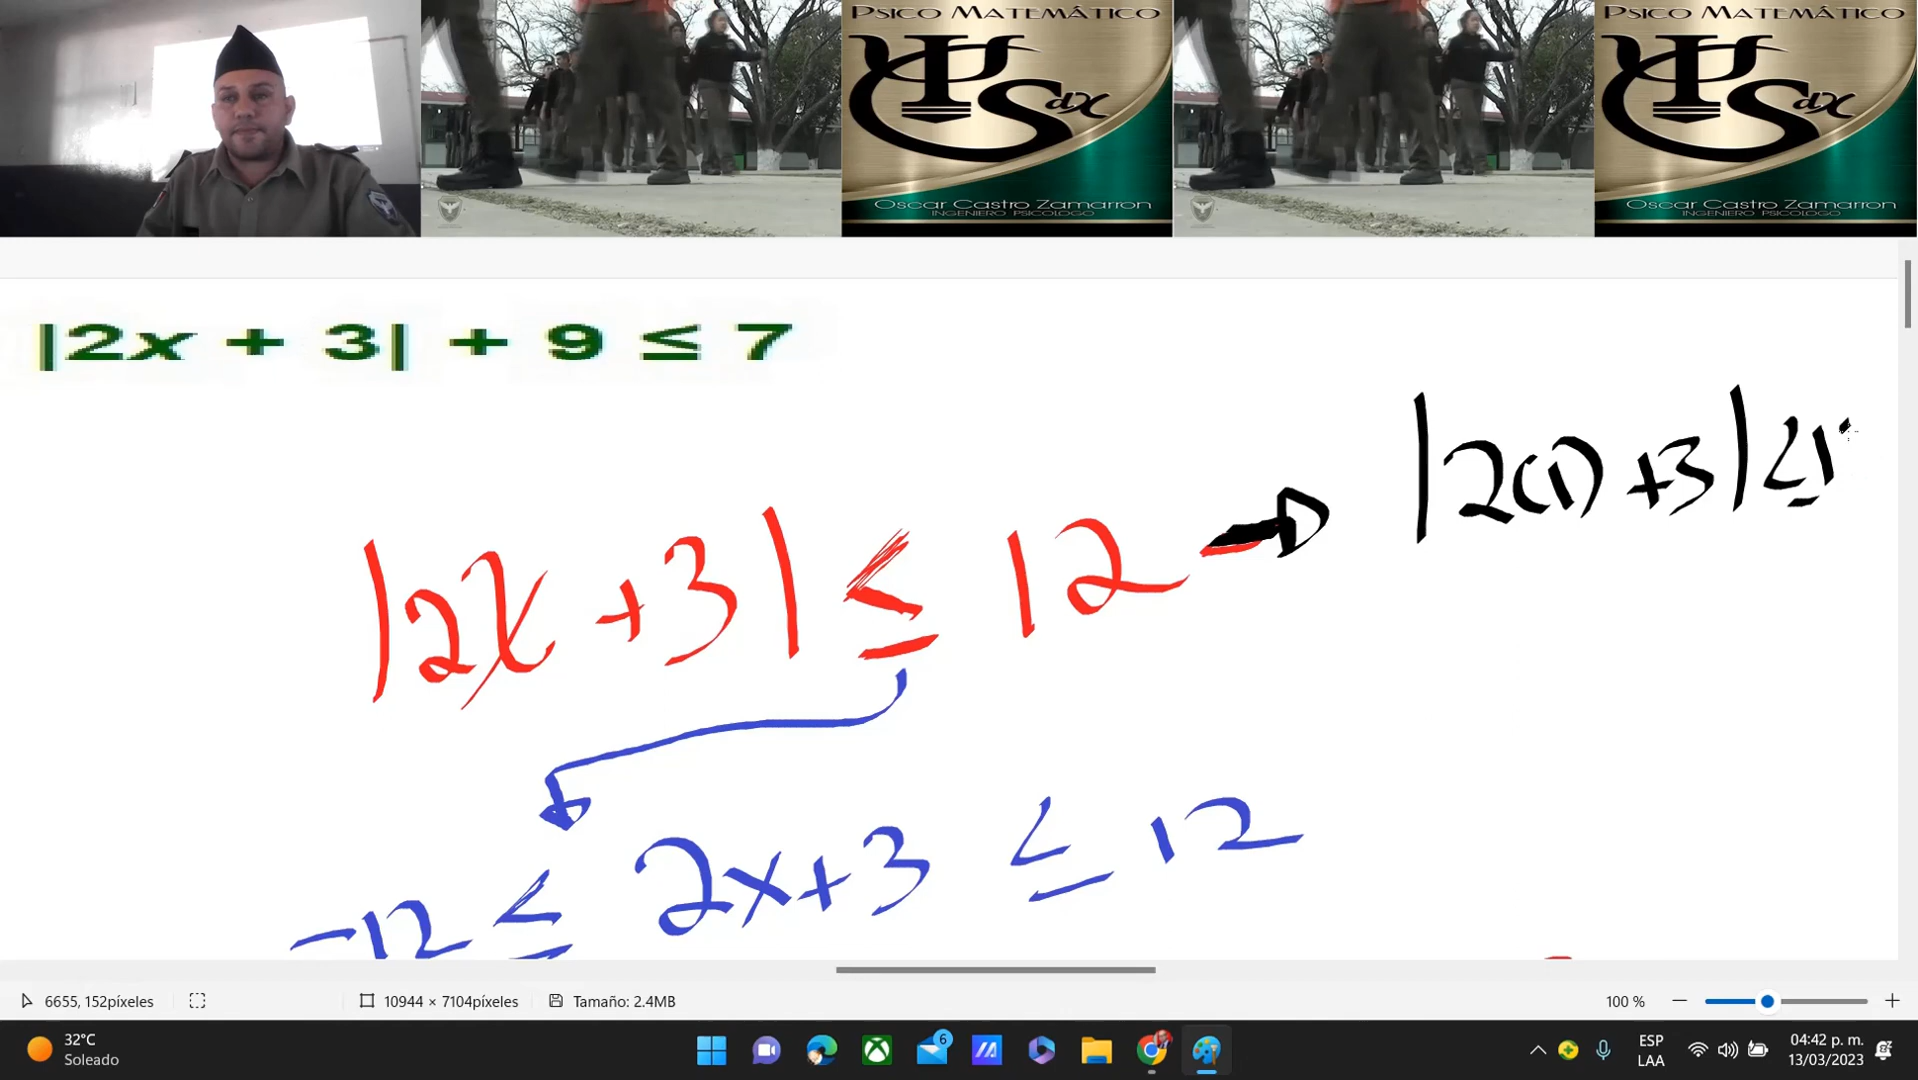 PSICO MATEMÁTICO
PSICO MATEMÁTICO
Oscar Castro Zamarron
INGENIERO PSICOLOGO
Oscar Castro Zamarron
INGENIERO PSICOLOGO
|2x + 3| + 9 ≤ 7
|2(1) +3| ≤ 1
|2x +3| ≤ 12
-12 ≤ 2x+3 ≤ 12
6655, 152píxeles
10944 × 7104píxeles
Tamaño: 2.4MB
100 %
32°C
Soleado
6
ESP
LAA
04:42 p. m.
13/03/2023